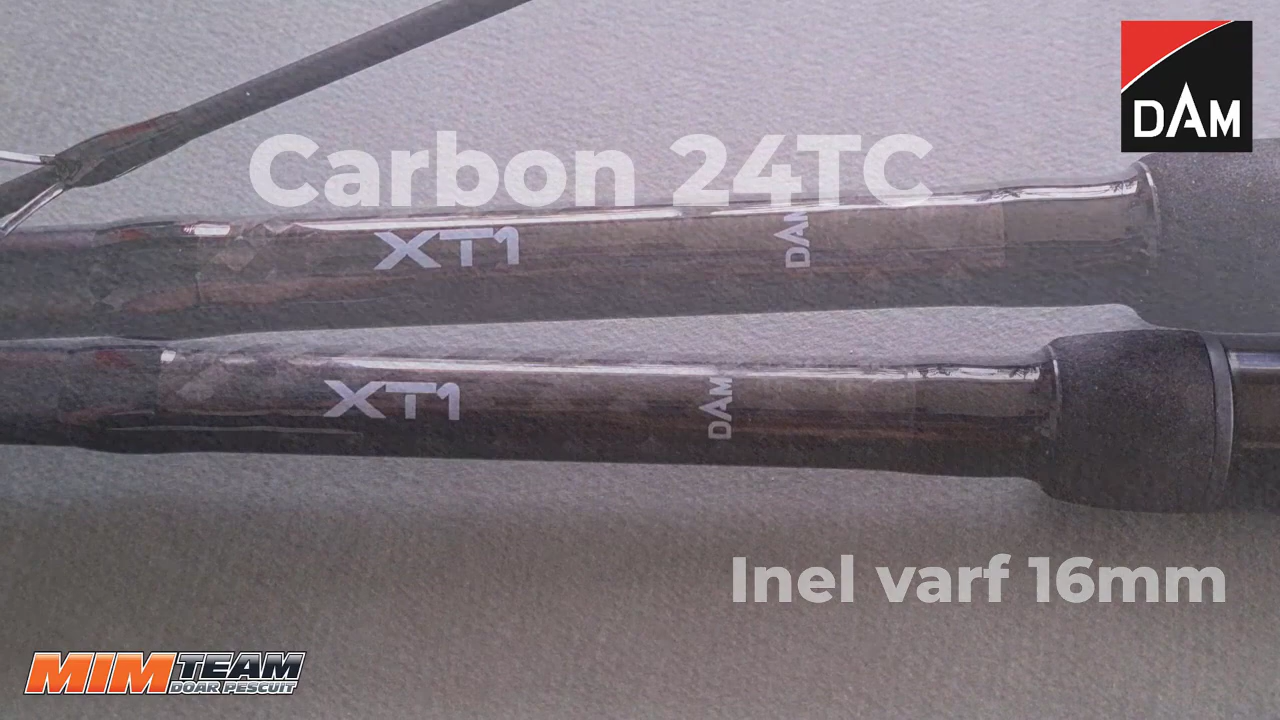 DAM
Carbon 24TC
XT1
DAM
XT1
DAM
Inel varf 16mm
MIM TEAM
DOAR PESCUIT